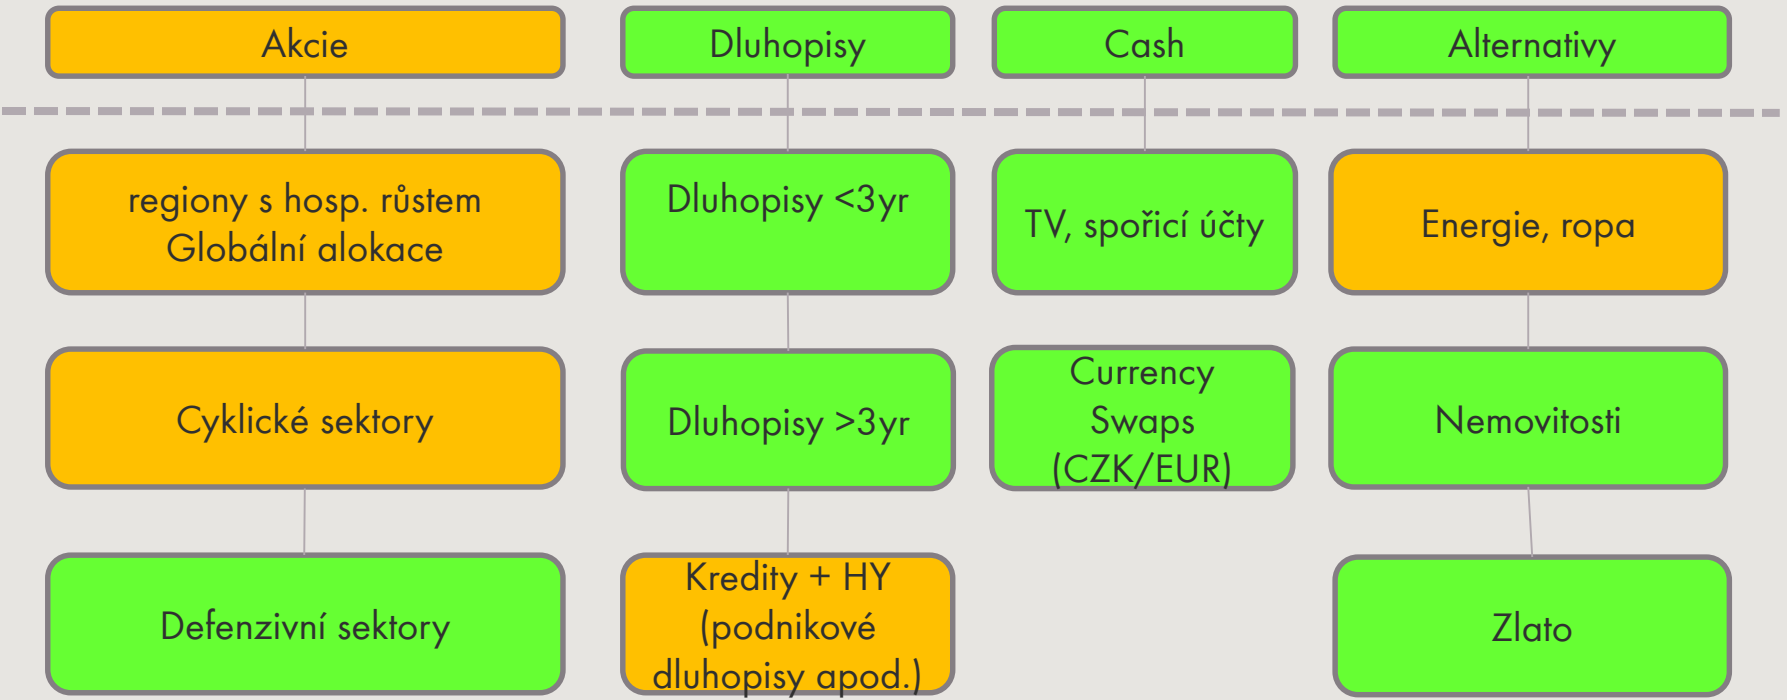 Akcie
Dluhopisy
Cash
Alternativy
regiony s hosp. růstem
Globální alokace
Dluhopisy <3yr
TV, spořicí účty
Energie, ropa
Cyklické sektory
Dluhopisy >3yr
Currency
Swaps
(CZK/EUR)
Nemovitosti
Defenzivní sektory
Kredity + HY
(podnikové
dluhopisy apod.)
Zlato